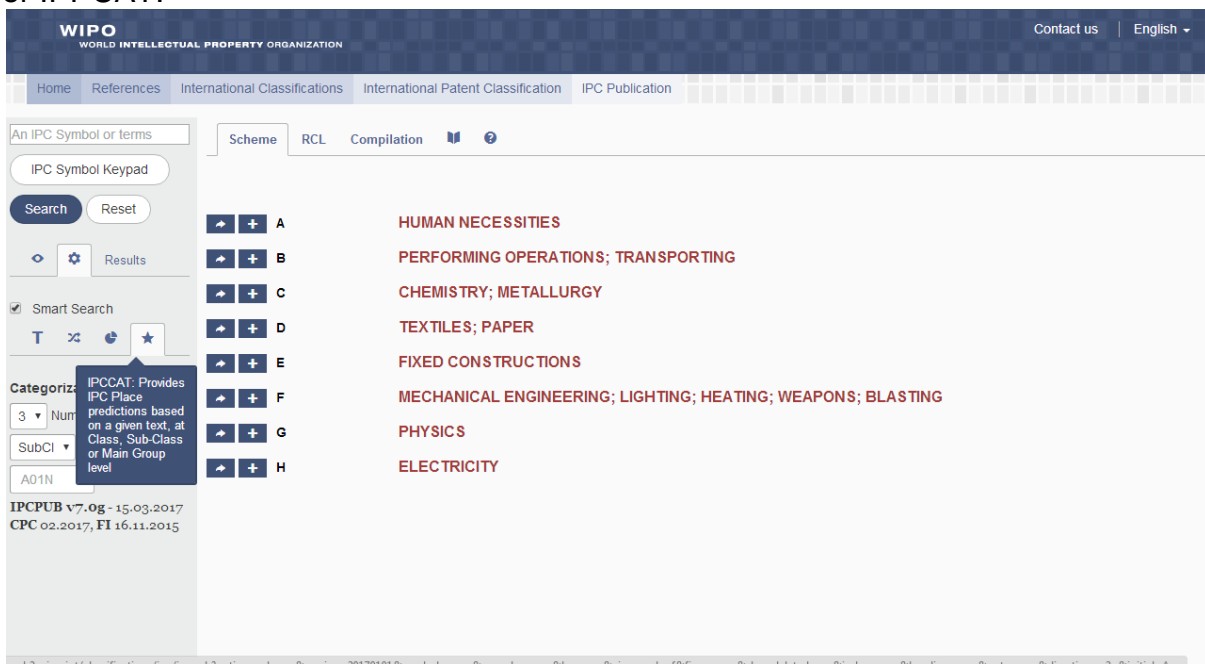 WIPO
WORLD INTELLECTUAL PROPERTY ORGANIZATION
Contact us
English
Home
References
International Classifications
International Patent Classification
IPC Publication
An IPC Symbol or terms
IPC Symbol Keypad
Search
Reset
Results
Smart Search
T
Categoriza
3
Num
SubCl
A01N
IPCCAT: Provides
IPC Place
predictions based
on a given text, at
Class, Sub-Class
or Main Group
level
IPCPUB v7.0g - 15.03.2017
CPC 02.2017, FI 16.11.2015
Scheme
RCL
Compilation
A HUMAN NECESSITIES
B PERFORMING OPERATIONS; TRANSPORTING
C CHEMISTRY; METALLURGY
D TEXTILES; PAPER
E FIXED CONSTRUCTIONS
F MECHANICAL ENGINEERING; LIGHTING; HEATING; WEAPONS; BLASTING
G PHYSICS
H ELECTRICITY